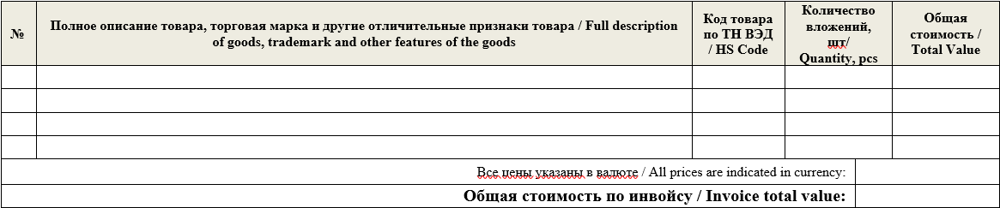 №
Полное описание товара, торговая марка и другие отличительные признаки товара / Full description
of goods, trademark and other features of the goods
Код товара
по ТН ВЭД
/ HS Code
Количество
вложений,
шт/
Quantity, pcs
Общая
стоимость /
Total Value
Все цены указаны в валюте / All prices are indicated in currency:
Общая стоимость по инвойсу / Invoice total value: